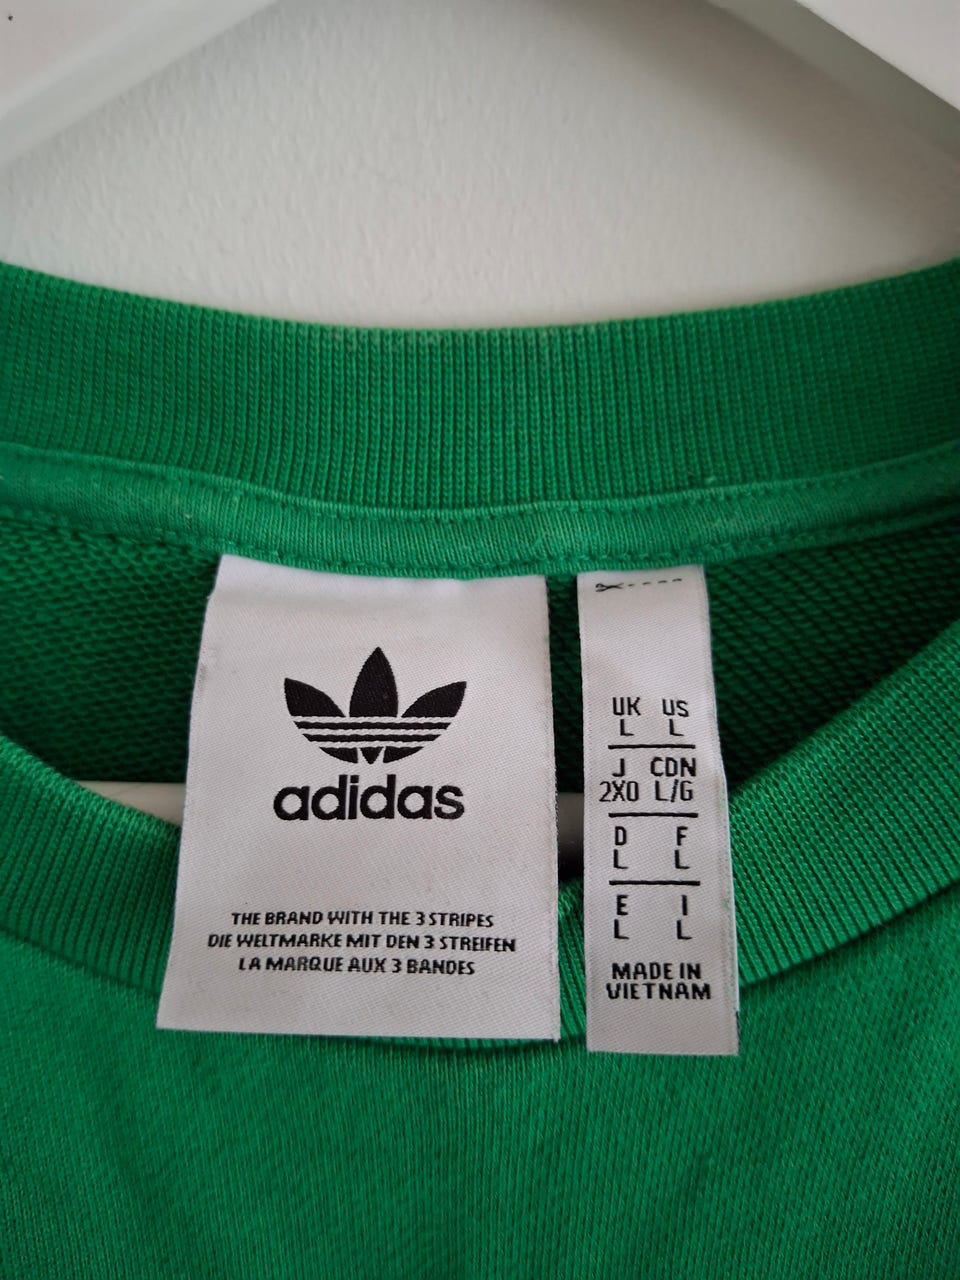 adidas
THE BRAND WITH THE 3 STRIPES
DIE WELTMARKE MIT DEN 3 STREIFEN
LA MARQUE AUX 3 BANDES
UK US
L L
J CDN
2XO L/G
D F
L L
E I
L L
MADE IN
VIETNAM